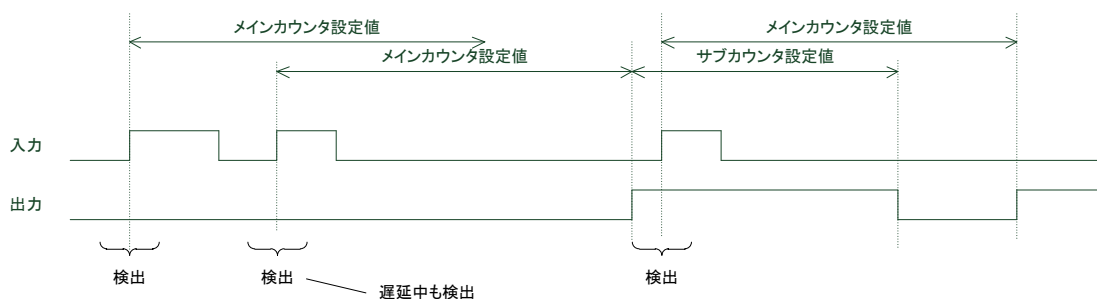 メインカウンタ設定値
メインカウンタ設定値
メインカウンタ設定値
サブカウンタ設定値
入力
出力
検出
検出
検出
遅延中も検出